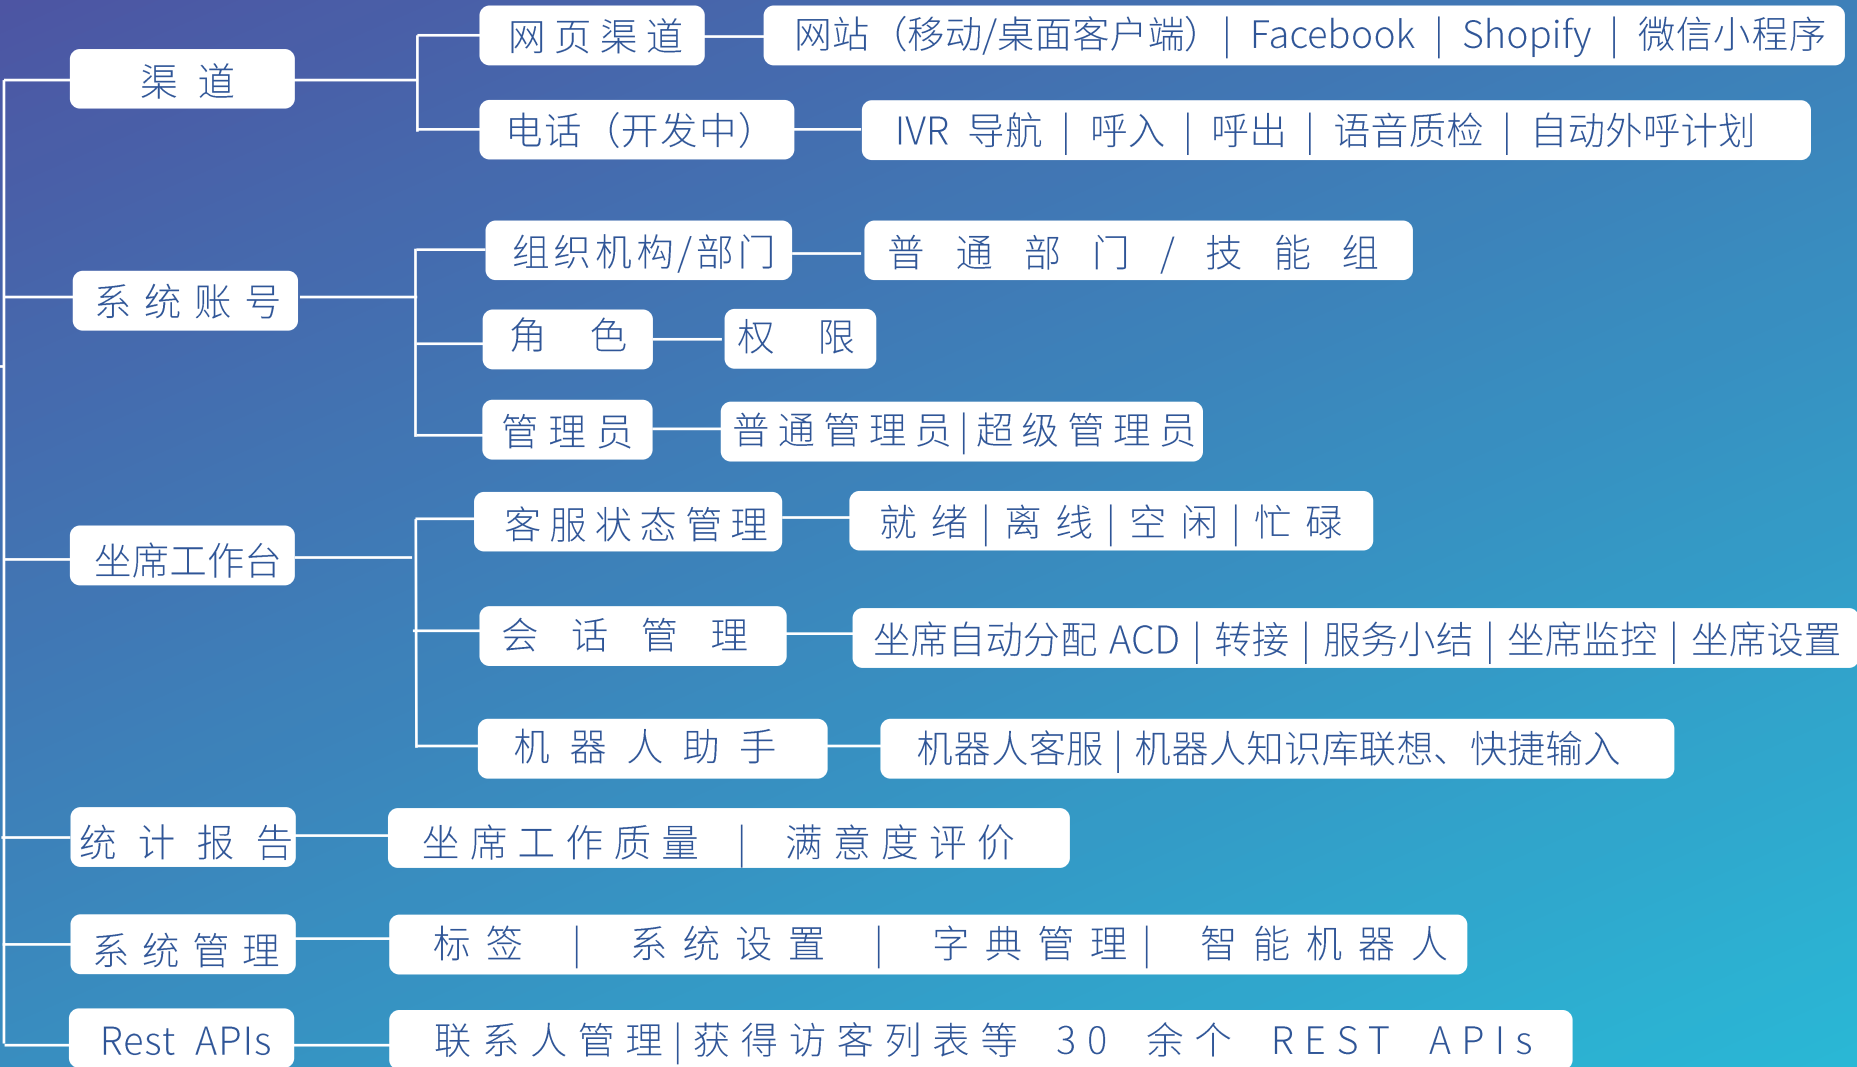 渠道
网页渠道
网站（移动/桌面客户端）| Facebook | Shopify | 微信小程序
电话（开发中）
IVR 导航 | 呼入 | 呼出 | 语音质检 | 自动外呼计划
系统账号
组织机构/部门
普通部门/技能组
角色
权限
管理员
普通管理员|超级管理员
坐席工作台
客服状态管理
就绪|离线|空闲|忙碌
会话管理
坐席自动分配 ACD | 转接 | 服务小结 | 坐席监控 | 坐席设置
机器人助手
机器人客服 | 机器人知识库联想、快捷输入
统计报告
坐席工作质量 | 满意度评价
系统管理
标签 | 系统设置 | 字典管理| 智能机器人
Rest APIs
联系人管理|获得访客列表等 30 余个 REST APIs